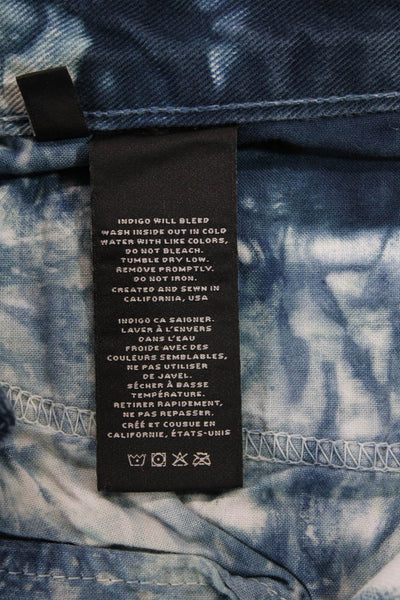 INDIGO WILL BLEED
WASH INSIDE OUT IN COLD
WATER WITH LIKE COLORS,
DO NOT BLEACH.
TUMBLE DRY LOW.
REMOVE PROMPTLY.
DO NOT IRON.
CREATED AND SEWN IN
CALIFORNIA, USA
INDIGO CA SAIGNER.
LAVER À L'ENVERS
DANS L'EAU
FROIDE AVEC DES
COULEURS SEMBLABLES,
NE PAS UTILISER
DE JAVEL.
SÉCHER À BASSE
TEMPÉRATURE.
RETIRER RAPIDEMENT,
NE PAS REPASSER.
CRÉÉ ET COUSUE EN
CALIFORNIE, ÉTATS-UNIS